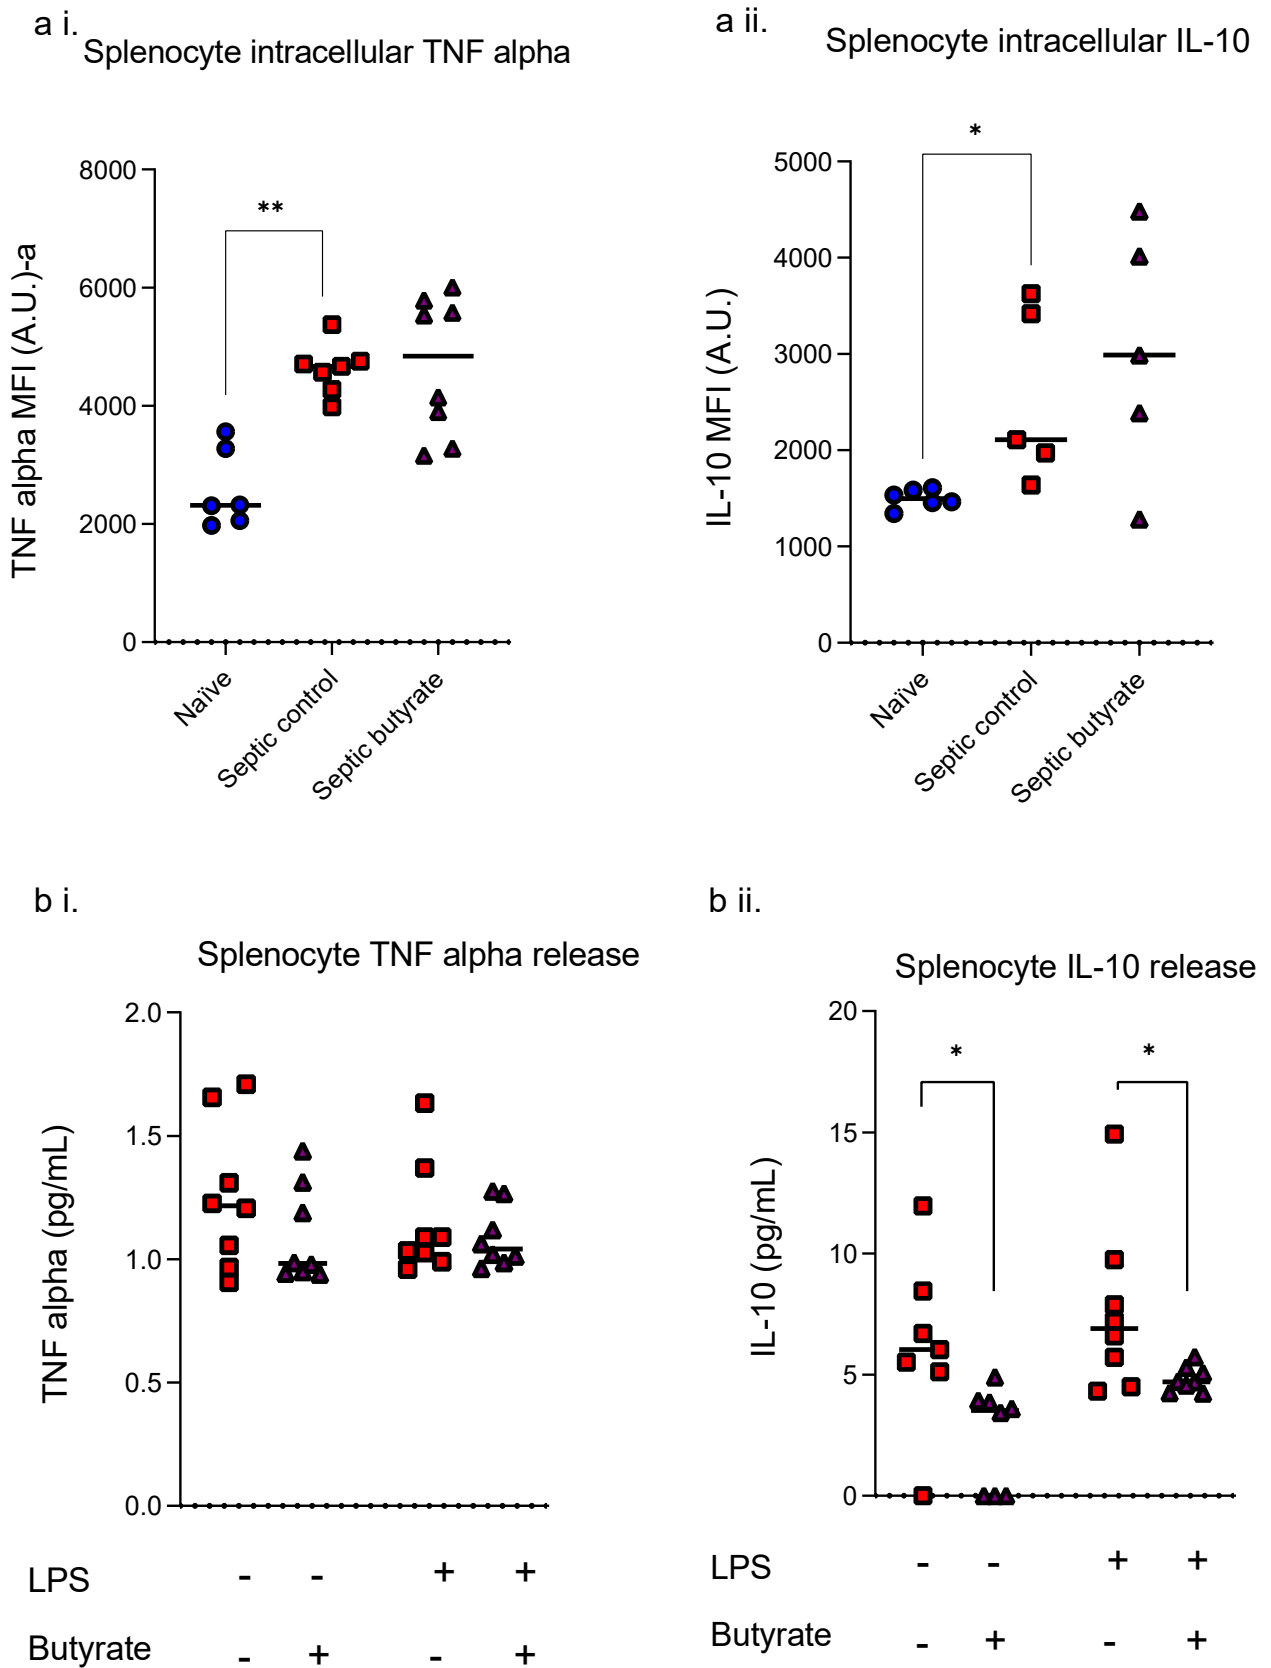 a i.
Splenocyte intracellular TNF alpha
**
TNF alpha MFI (A.U.)-a
8000
6000
4000
2000
0
Naïve
Septic control
Septic butyrate
a ii.
Splenocyte intracellular IL-10
*
IL-10 MFI (A.U.)
5000
4000
3000
2000
1000
0
Naïve
Septic control
Septic butyrate
b i.
Splenocyte TNF alpha release
TNF alpha (pg/mL)
2.0
1.5
1.0
0.5
0.0
LPS - - + +
Butyrate - + - +
b ii.
Splenocyte IL-10 release
* *
IL-10 (pg/mL)
20
15
10
5
0
LPS - - + +
Butyrate - + - +